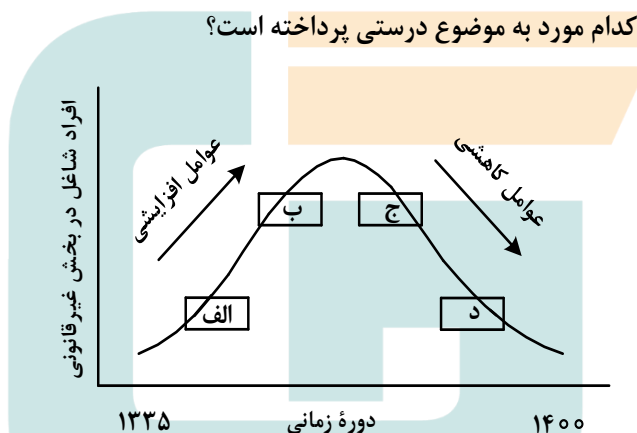 کدام مورد به موضوع درستی پرداخته است؟
افراد شاغل در بخش غیرقانونی
عوامل افزایشی
عوامل کاهشی
ب
ج
الف
د
۱۳۳۵
دورهٔ زمانی
۱۴۰۰